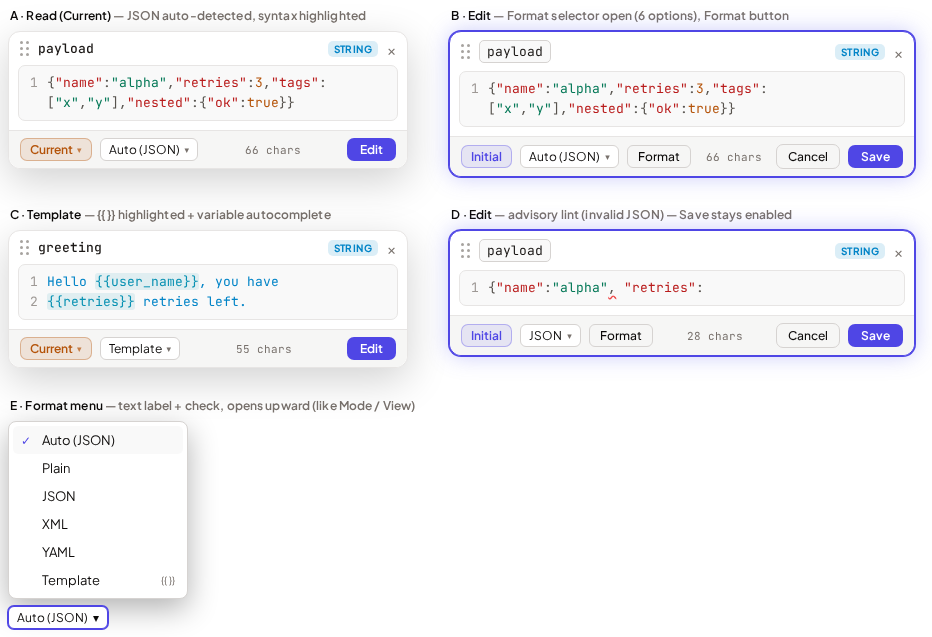 A · Read (Current) — JSON auto-detected, syntax highlighted
payload
STRING
×
1 {"name":"alpha","retries":3,"tags":
["x","y"],"nested":{"ok":true}}
Current ▾
Auto (JSON) ▾
66 chars
Edit
B · Edit — Format selector open (6 options), Format button
payload
STRING
×
1 {"name":"alpha","retries":3,"tags":
["x","y"],"nested":{"ok":true}}
Initial
Auto (JSON) ▾
Format
66 chars
Cancel
Save
C · Template — {{ }} highlighted + variable autocomplete
greeting
STRING
×
1 Hello {{user_name}}, you have
2 {{retries}} retries left.
Current ▾
Template ▾
55 chars
Edit
D · Edit — advisory lint (invalid JSON) — Save stays enabled
payload
STRING
×
1 {"name":"alpha", "retries":
Initial
JSON ▾
Format
28 chars
Cancel
Save
E · Format menu — text label + check, opens upward (like Mode / View)
✓ Auto (JSON)
Plain
JSON
XML
YAML
Template {{ }}
Auto (JSON) ▾